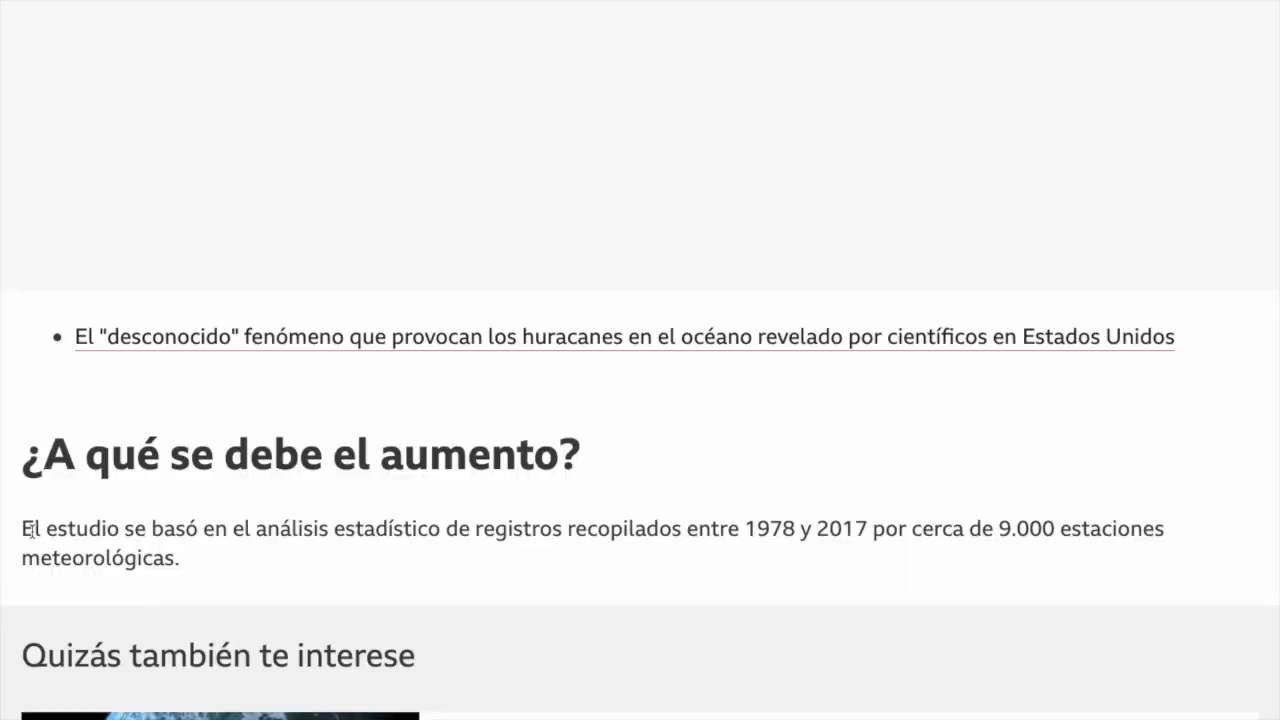 • El "desconocido" fenómeno que provocan los huracanes en el océano revelado por científicos en Estados Unidos
¿A qué se debe el aumento?
El estudio se basó en el análisis estadístico de registros recopilados entre 1978 y 2017 por cerca de 9.000 estaciones
meteorológicas.
Quizás también te interese